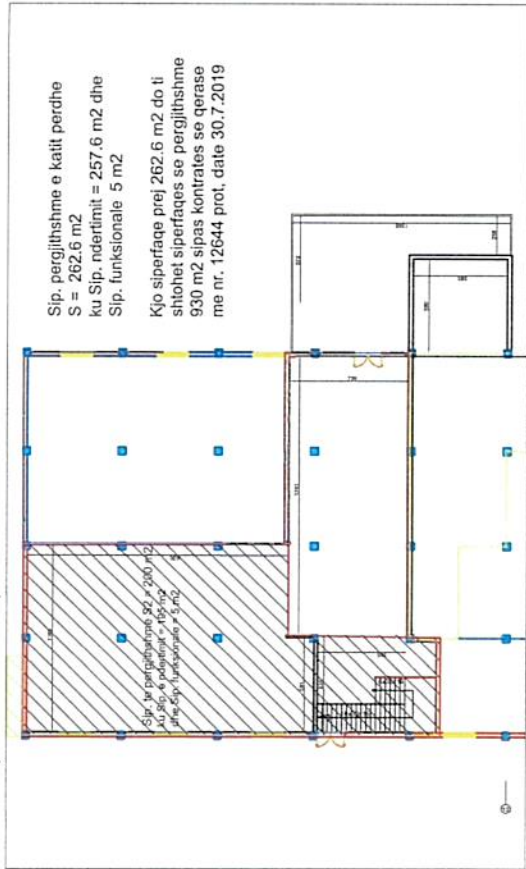 Sip. pergjithshme e katit perdhe
S = 262.6 m2
ku Sip. ndertimit = 257.6 m2 dhe
Sip. funksionale 5 m2
Kjo siperfaqe prej 262.6 m2 do ti
shtohet siperfaqes se pergjithshme
930 m2 sipas kontrates se qerase
me nr. 12644 prot, date 30.7.2019
Sip. te pergjithshme S2 = 200 m2
ku Sip. e ndertimit = 195 m2
dhe Sip. funksionale = 5 m2